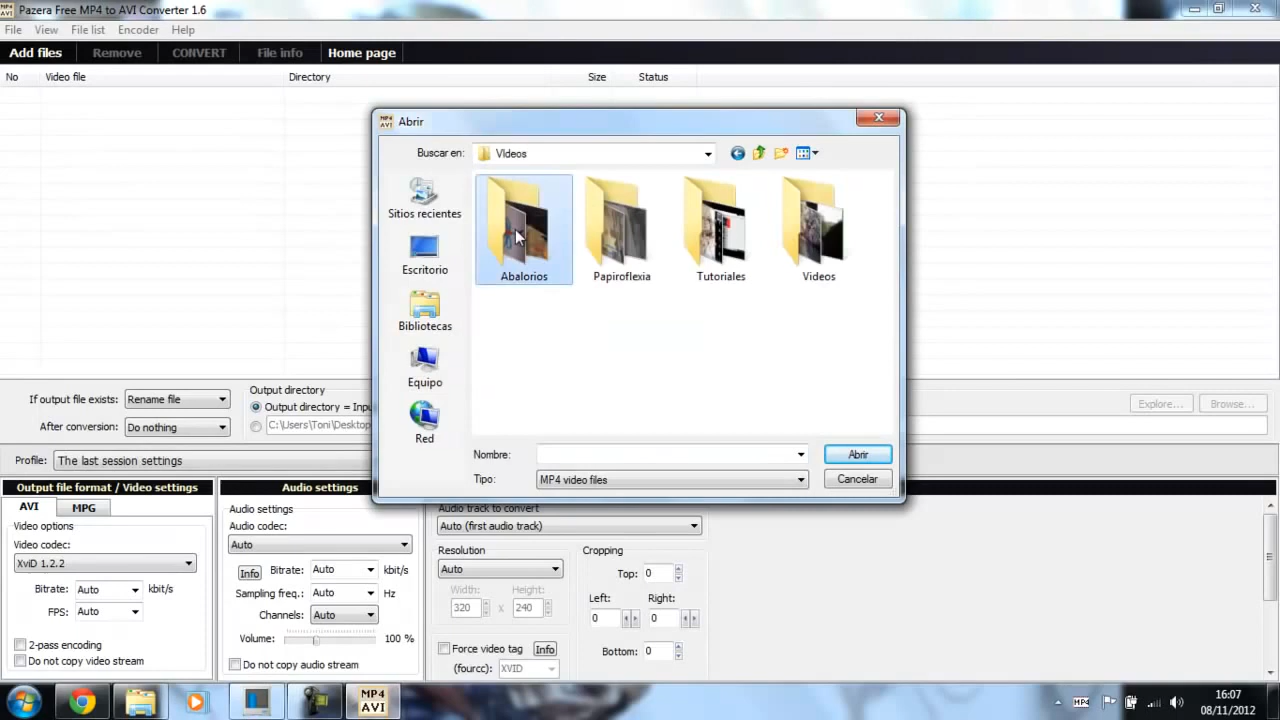 Pazera Free MP4 to AVI Converter 1.6
File View File list Encoder Help
Add files Remove CONVERT File info Home page
No Video file Directory Size Status
Abrir
Buscar en: VIdeos
Sitios recientes
Escritorio
Bibliotecas
Equipo
Red
Abalorios Papiroflexia Tutoriales Videos
Nombre: Abrir
Tipo: MP4 video files Cancelar
If output file exists: Rename file
After conversion: Do nothing
Output directory
Output directory = Inpu
C:\Users\Toni\Desktop
Explore... Browse...
Profile: The last session settings
Output file format / Video settings
AVI MPG
Video options
Video codec:
XviD 1.2.2
Bitrate: Auto kbit/s
FPS: Auto
2-pass encoding
Do not copy video stream
Audio settings
Audio settings
Audio codec:
Auto
Info Bitrate: Auto kbit/s
Sampling freq.: Auto Hz
Channels: Auto
Volume: 100 %
Do not copy audio stream
Audio track to convert
Auto (first audio track)
Resolution
Auto
Width: Height:
320 x 240
Force video tag Info
(fourcc): XVID
Cropping
Top: 0
Left: Right:
0 0
Bottom: 0
MP4
AVI
MP4
16:07
08/11/2012